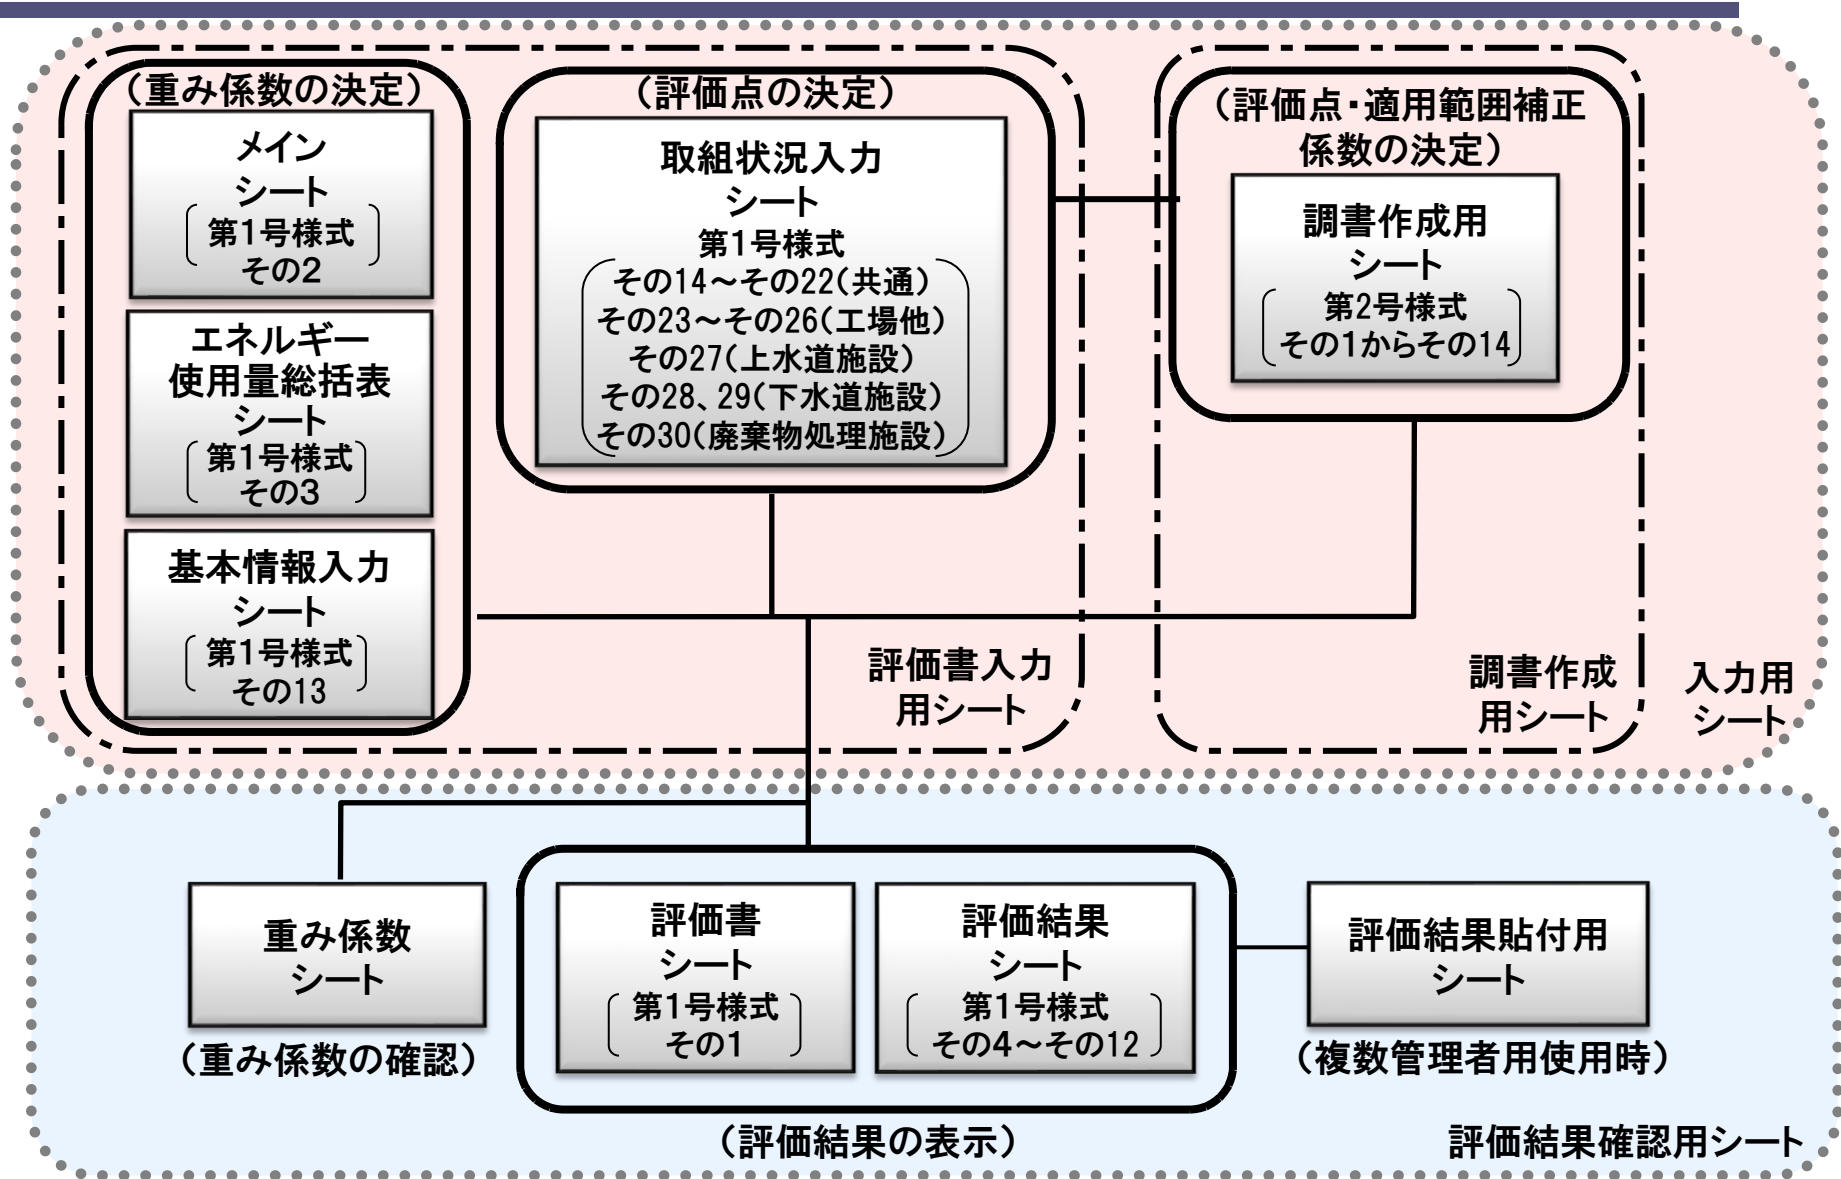 （重み係数の決定）
メイン
シート
第1号様式
その2
エネルギー
使用量総括表
シート
第1号様式
その3
基本情報入力
シート
第1号様式
その13
（評価点の決定）
取組状況入力
シート
第1号様式
その14～その22（共通）
その23～その26（工場他）
その27（上水道施設）
その28、29（下水道施設）
その30（廃棄物処理施設）
評価書入力
用シート
（評価点・適用範囲補正
係数の決定）
調書作成用
シート
第2号様式
その1からその14
調書作成
用シート
入力用
シート
重み係数
シート
（重み係数の確認）
評価書
シート
第1号様式
その1
評価結果
シート
第1号様式
その4～その12
（評価結果の表示）
評価結果貼付用
シート
（複数管理者用使用時）
評価結果確認用シート